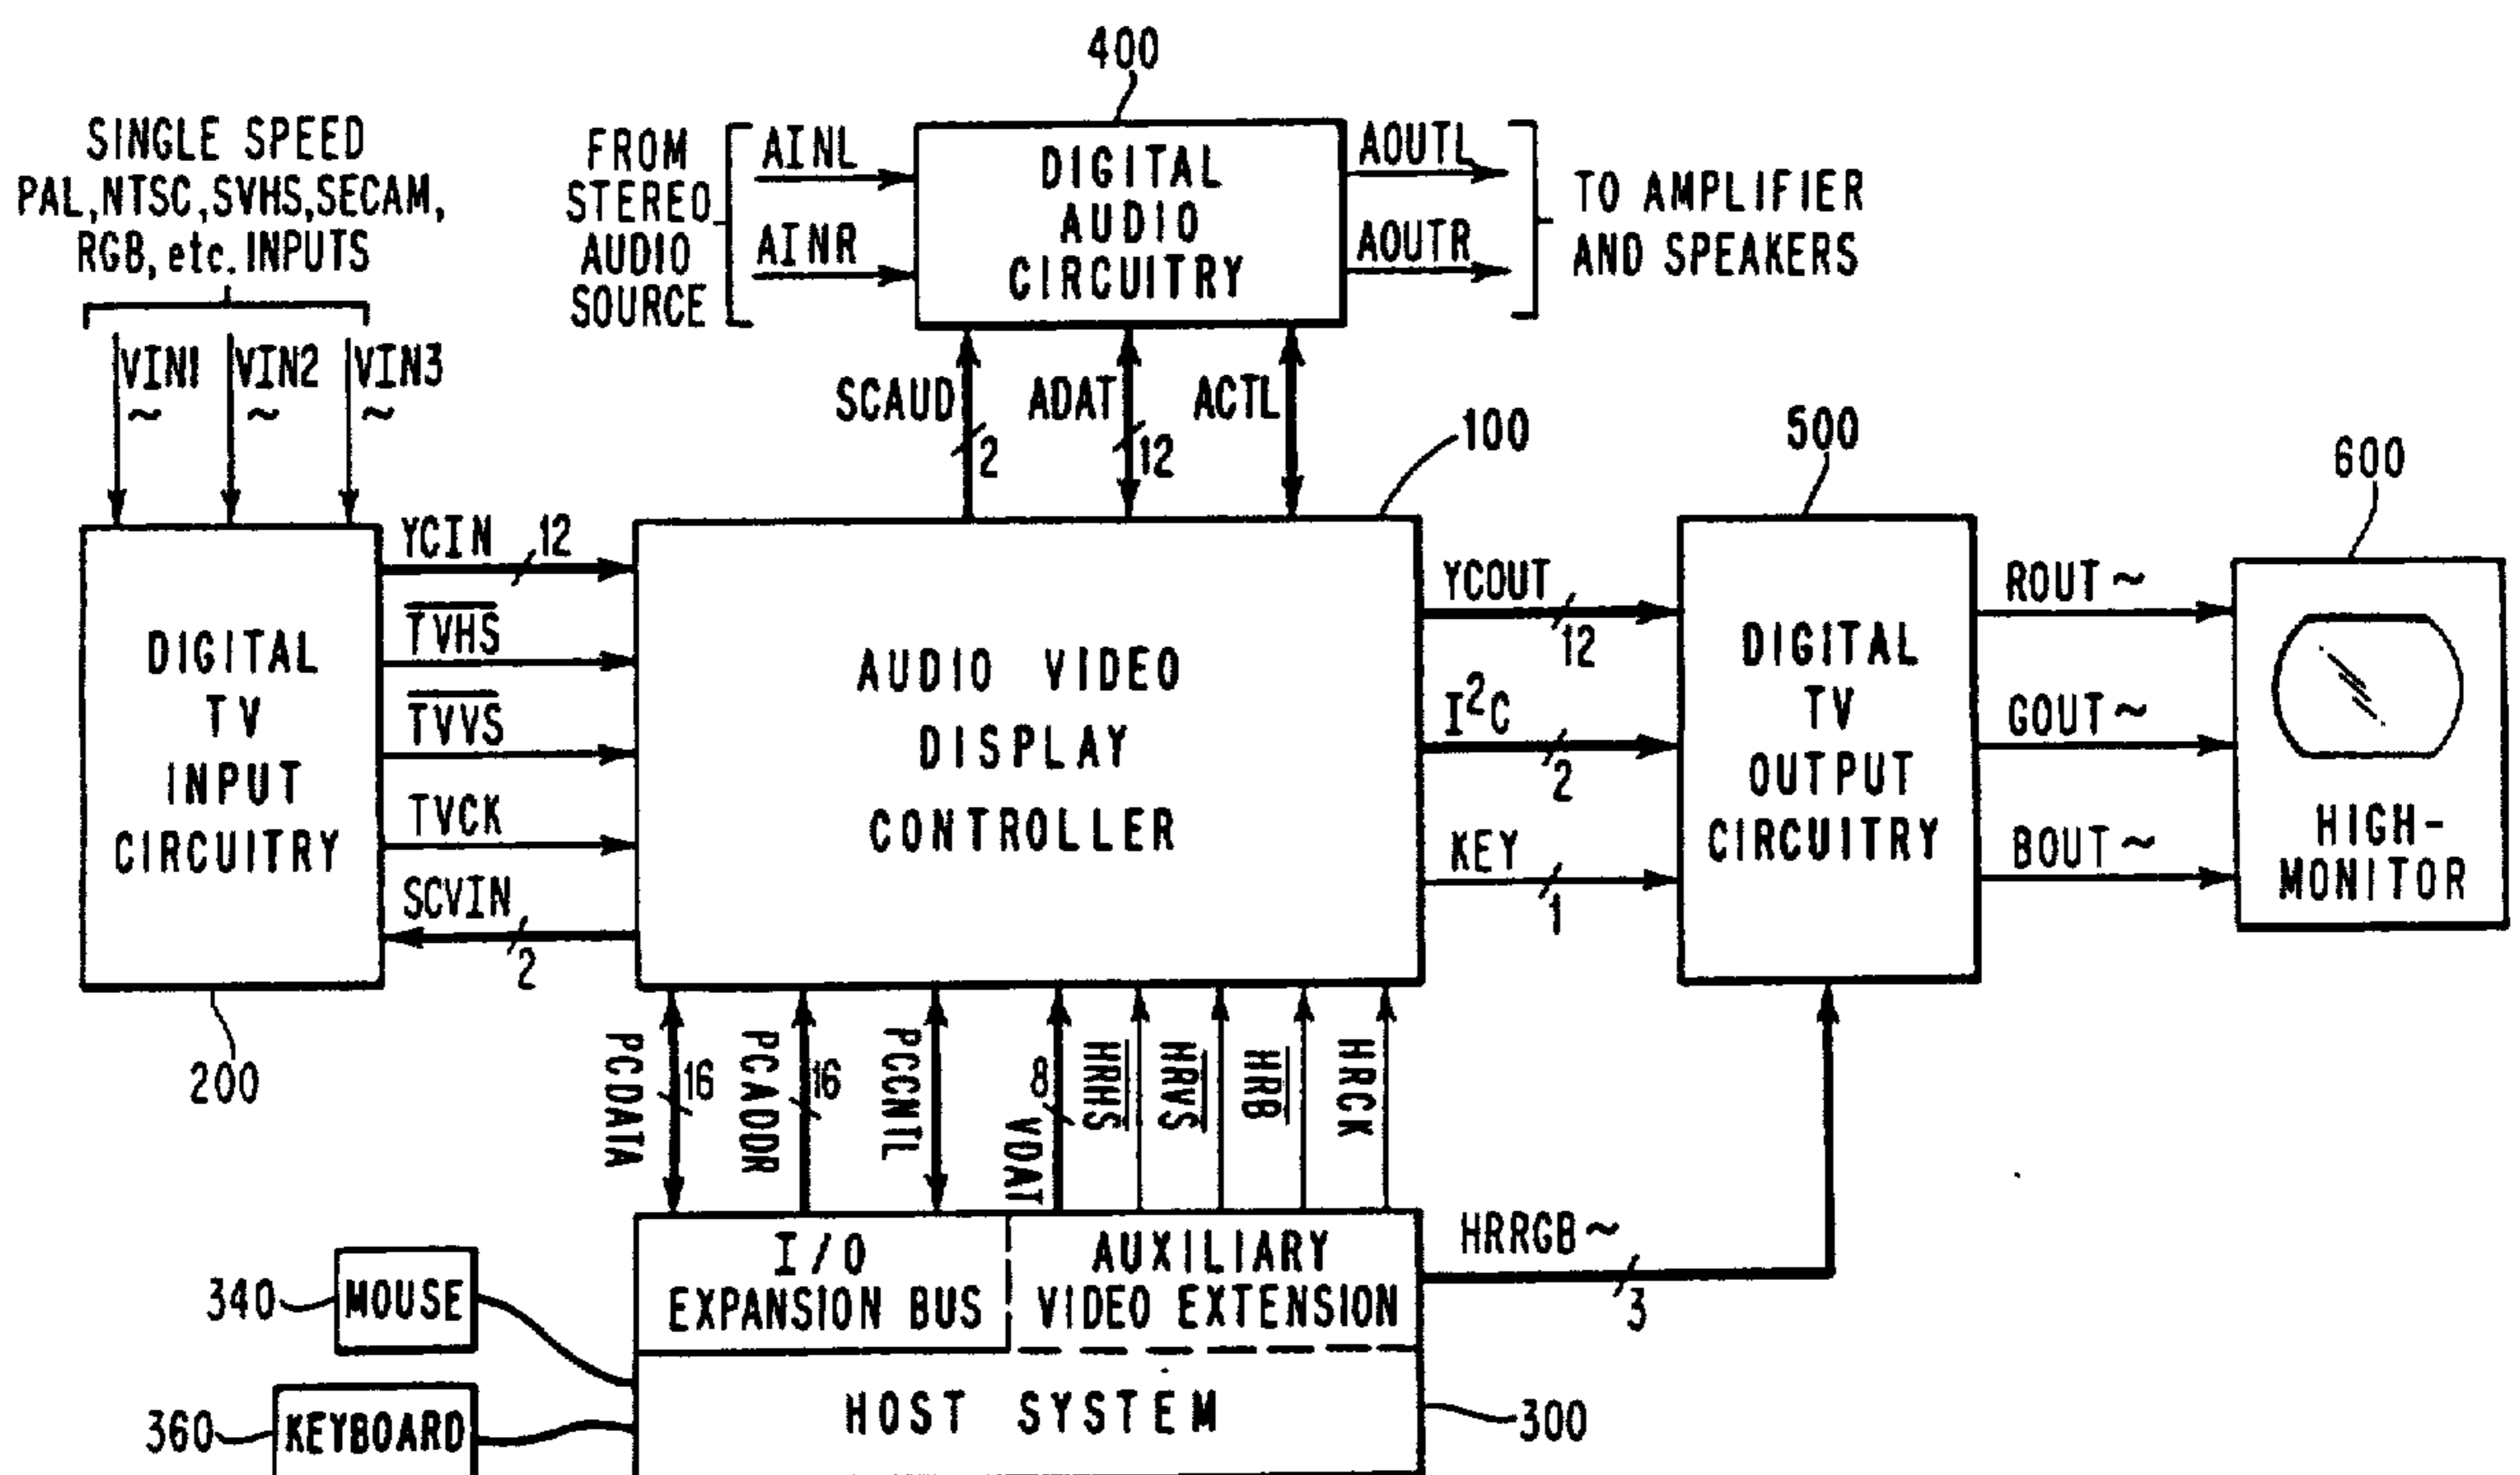 400
SINGLE SPEED
PAL,NTSC,SVHS,SECAM,
RGB, etc. INPUTS
FROM
STEREO
AUDIO
SOURCE
AINL
AINR
DIGITAL
AUDIO
CIRCUITRY
AOUTL
AOUTR
TO AMPLIFIER
AND SPEAKERS
VIN1
~
VIN2
~
VIN3
~
SCAUD
2
ADAT
12
ACTL
100
500
600
DIGITAL
TV
INPUT
CIRCUITRY
200
YCIN
12
TVHS
TVVS
TVCK
SCVIN
2
AUDIO VIDEO
DISPLAY
CONTROLLER
YCOUT
12
I²C
2
KEY
1
DIGITAL
TV
OUTPUT
CIRCUITRY
ROUT~
GOUT~
BOUT~
HIGH-
MONITOR
PCDATA
16
PCADDR
16
PCCNTL
8
VDAT
HRHS
HRVS
HRB
HRCK
I/O
EXPANSION BUS
AUXILIARY
VIDEO EXTENSION
HRRGB~
3
HOST SYSTEM
300
340
MOUSE
360
KEYBOARD